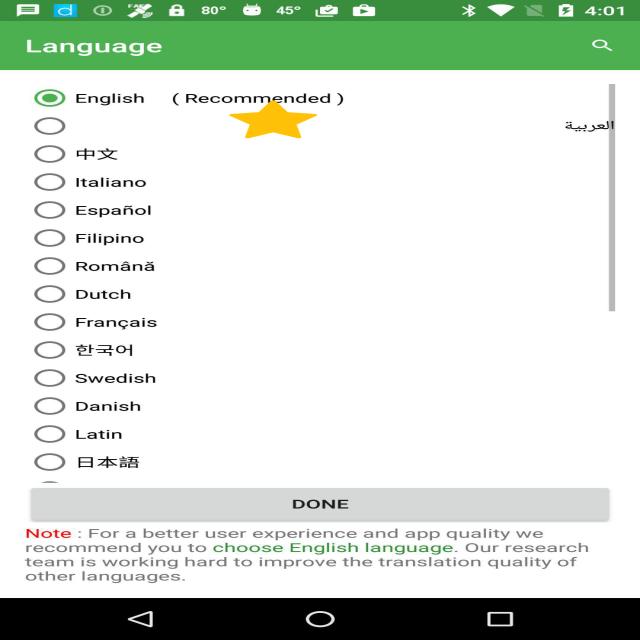 80° 45° 4:01
Language
English ( Recommended )
العربية
中文
Italiano
Español
Filipino
Română
Dutch
Français
한국어
Swedish
Danish
Latin
日本語
DONE
Note : For a better user experience and app quality we
recommend you to choose English language. Our research
team is working hard to improve the translation quality of
other languages.